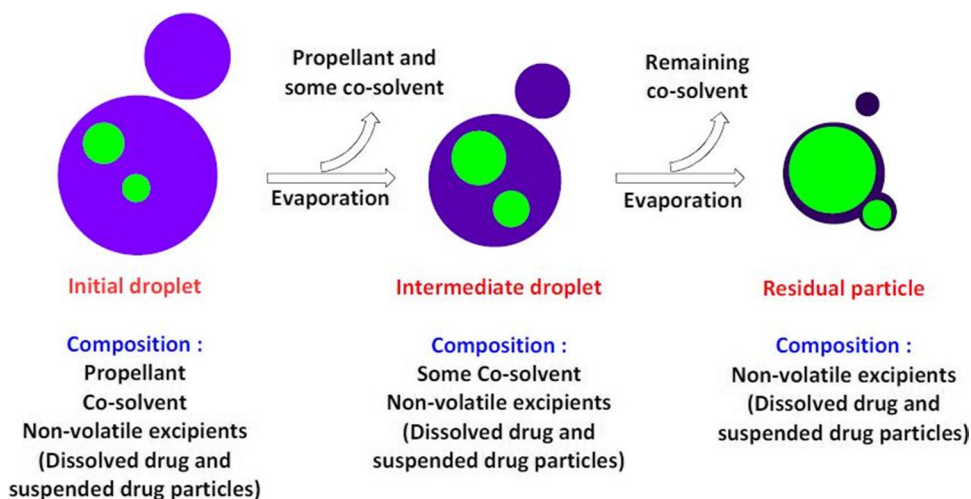 Propellant and
some co-solvent
Evaporation
Remaining
co-solvent
Evaporation
Initial droplet
Composition :
Propellant
Co-solvent
Non-volatile excipients
(Dissolved drug and
suspended drug particles)
Intermediate droplet
Composition :
Some Co-solvent
Non-volatile excipients
(Dissolved drug and
suspended drug particles)
Residual particle
Composition :
Non-volatile excipients
(Dissolved drug and
suspended drug particles)